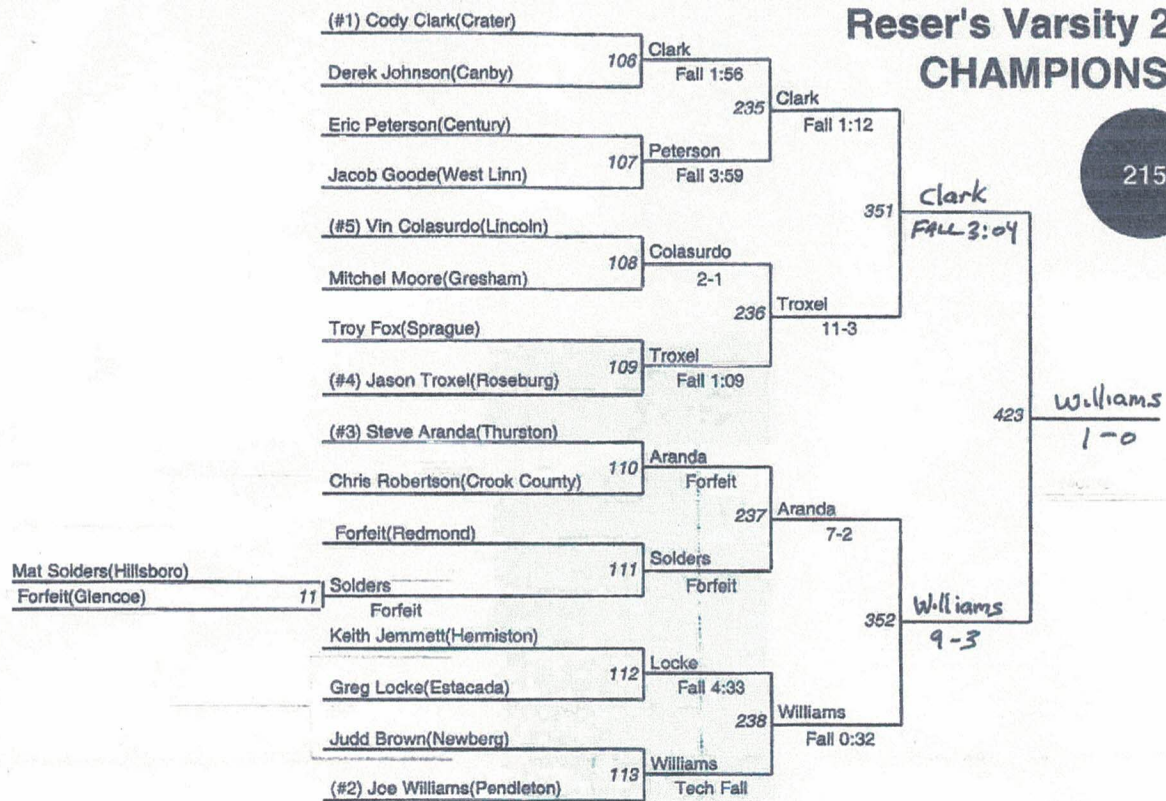 Reser's Varsity 2
CHAMPIONS
215
(#1) Cody Clark(Crater)
106
Derek Johnson(Canby)
Clark
Fall 1:56
Eric Peterson(Century)
107
Jacob Goode(West Linn)
Peterson
Fall 3:59
235
Clark
Fall 1:12
(#5) Vin Colasurdo(Lincoln)
108
Mitchel Moore(Gresham)
Colasurdo
2-1
Troy Fox(Sprague)
109
(#4) Jason Troxel(Roseburg)
Troxel
Fall 1:09
236
Troxel
11-3
351
Clark
FALL 3:04
(#3) Steve Aranda(Thurston)
110
Chris Robertson(Crook County)
Aranda
Forfeit
Forfeit(Redmond)
111
Mat Solders(Hillsboro)
Forfeit(Glencoe)
11
Solders
Forfeit
Solders
Forfeit
237
Aranda
7-2
Keith Jemmett(Hermiston)
112
Greg Locke(Estacada)
Locke
Fall 4:33
Judd Brown(Newberg)
113
(#2) Joe Williams(Pendleton)
Williams
Tech Fall
238
Williams
Fall 0:32
352
Williams
9-3
423
Williams
1-0